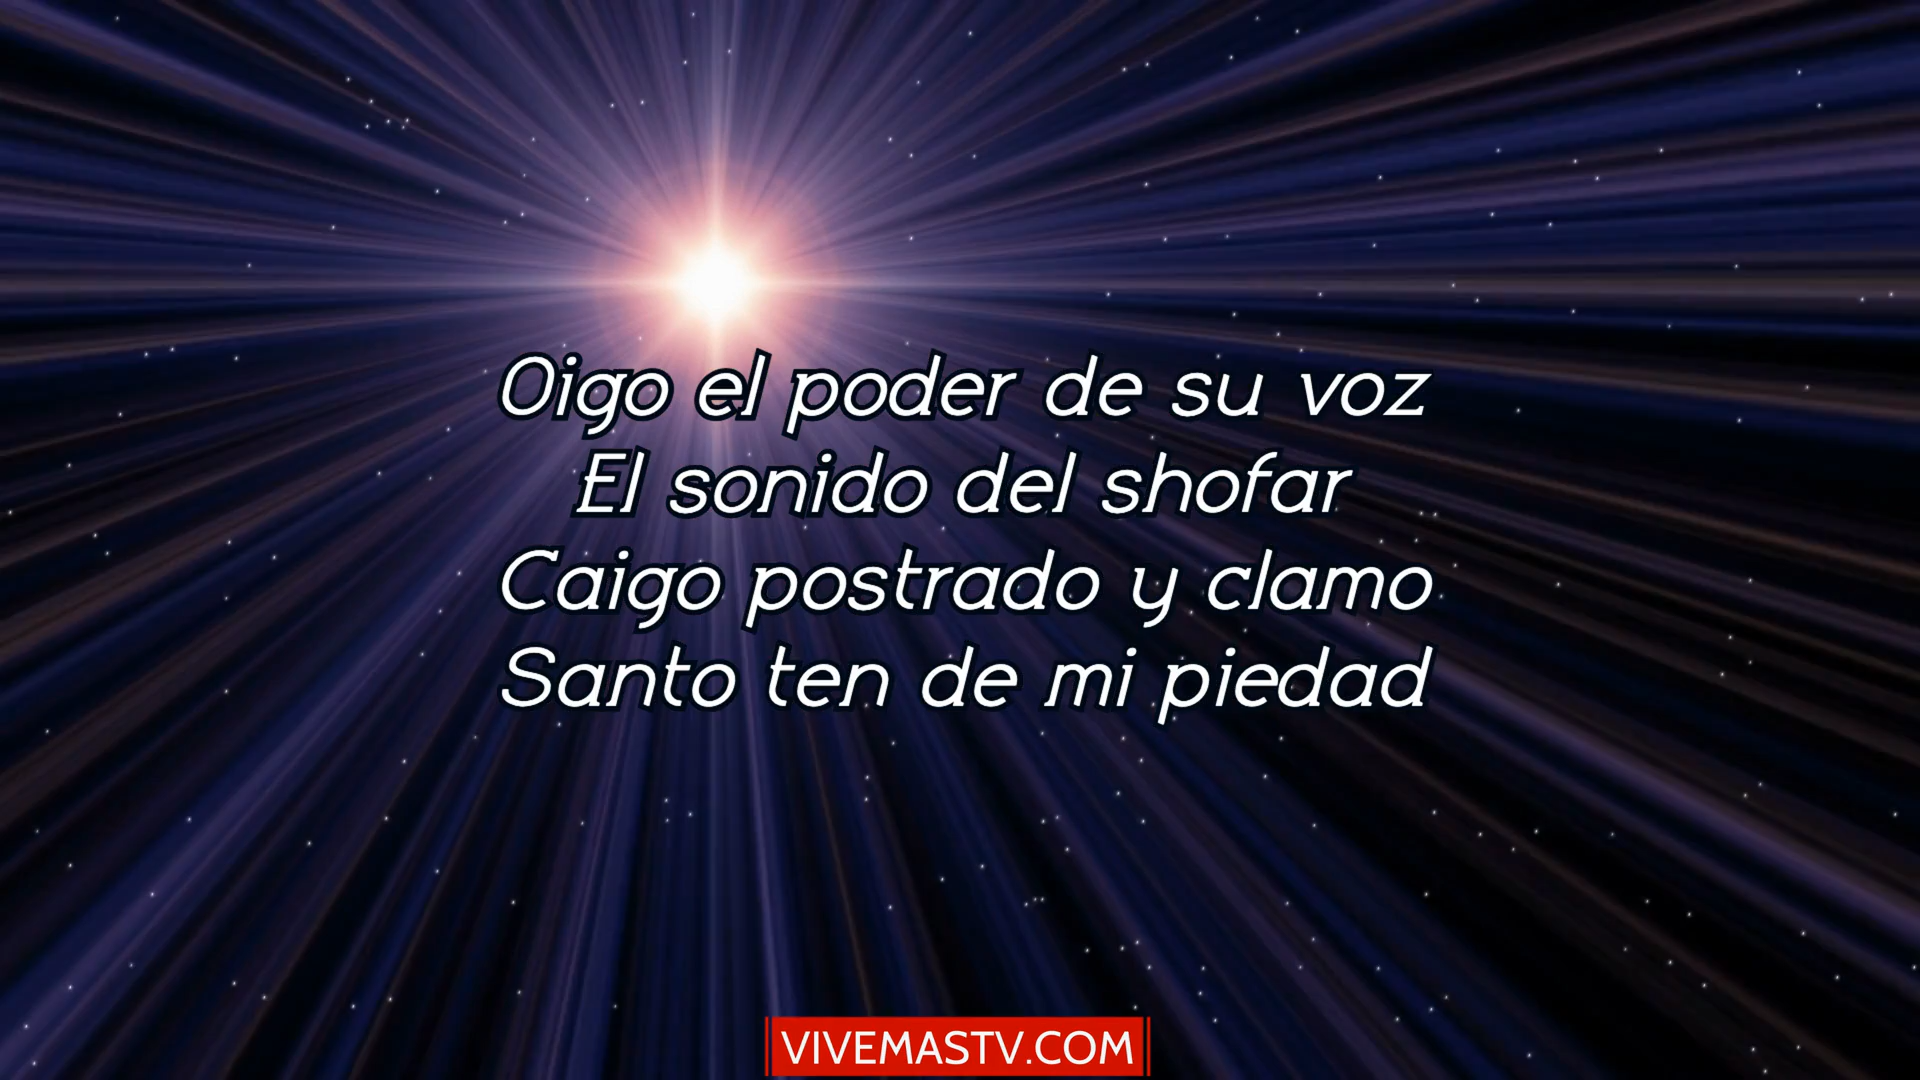 Oigo el poder de su voz
El sonido del shofar
Caigo postrado y clamo
Santo ten de mi piedad
VIVEMASTV.COM